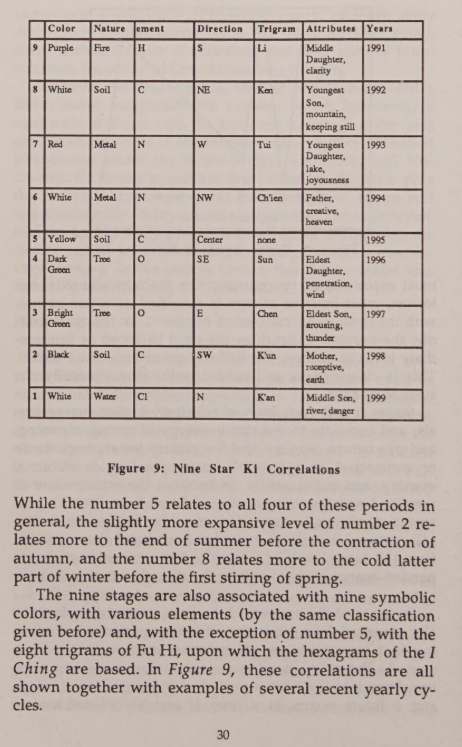 Color Nature ement Direction Trigram Attributes Years
9 Purple Fire H S Li Middle 1991
Daughter,
clarity
8 White Soil C NE Ken Youngest 1992
Son,
mountain,
keeping still
7 Red Metal N W Tui Youngest 1993
Daughter,
lake,
joyousness
6 White Metal N NW Ch'ien Father, 1994
creative,
heaven
5 Yellow Soil C Center none 1995
4 Dark Tree O SE Sun Eldest 1996
Green Daughter,
penetration,
wind
3 Bright Tree O E Chen Eldest Son, 1997
Green arousing,
thunder
2 Black Soil C SW K'un Mother, 1998
receptive,
earth
1 White Water Cl N K'an Middle Son, 1999
river, danger
Figure 9: Nine Star Ki Correlations
While the number 5 relates to all four of these periods in
general, the slightly more expansive level of number 2 re-
lates more to the end of summer before the contraction of
autumn, and the number 8 relates more to the cold latter
part of winter before the first stirring of spring.
The nine stages are also associated with nine symbolic
colors, with various elements (by the same classification
given before) and, with the exception of number 5, with the
eight trigrams of Fu Hi, upon which the hexagrams of the I
Ching are based. In Figure 9, these correlations are all
shown together with examples of several recent yearly cy-
cles.
30